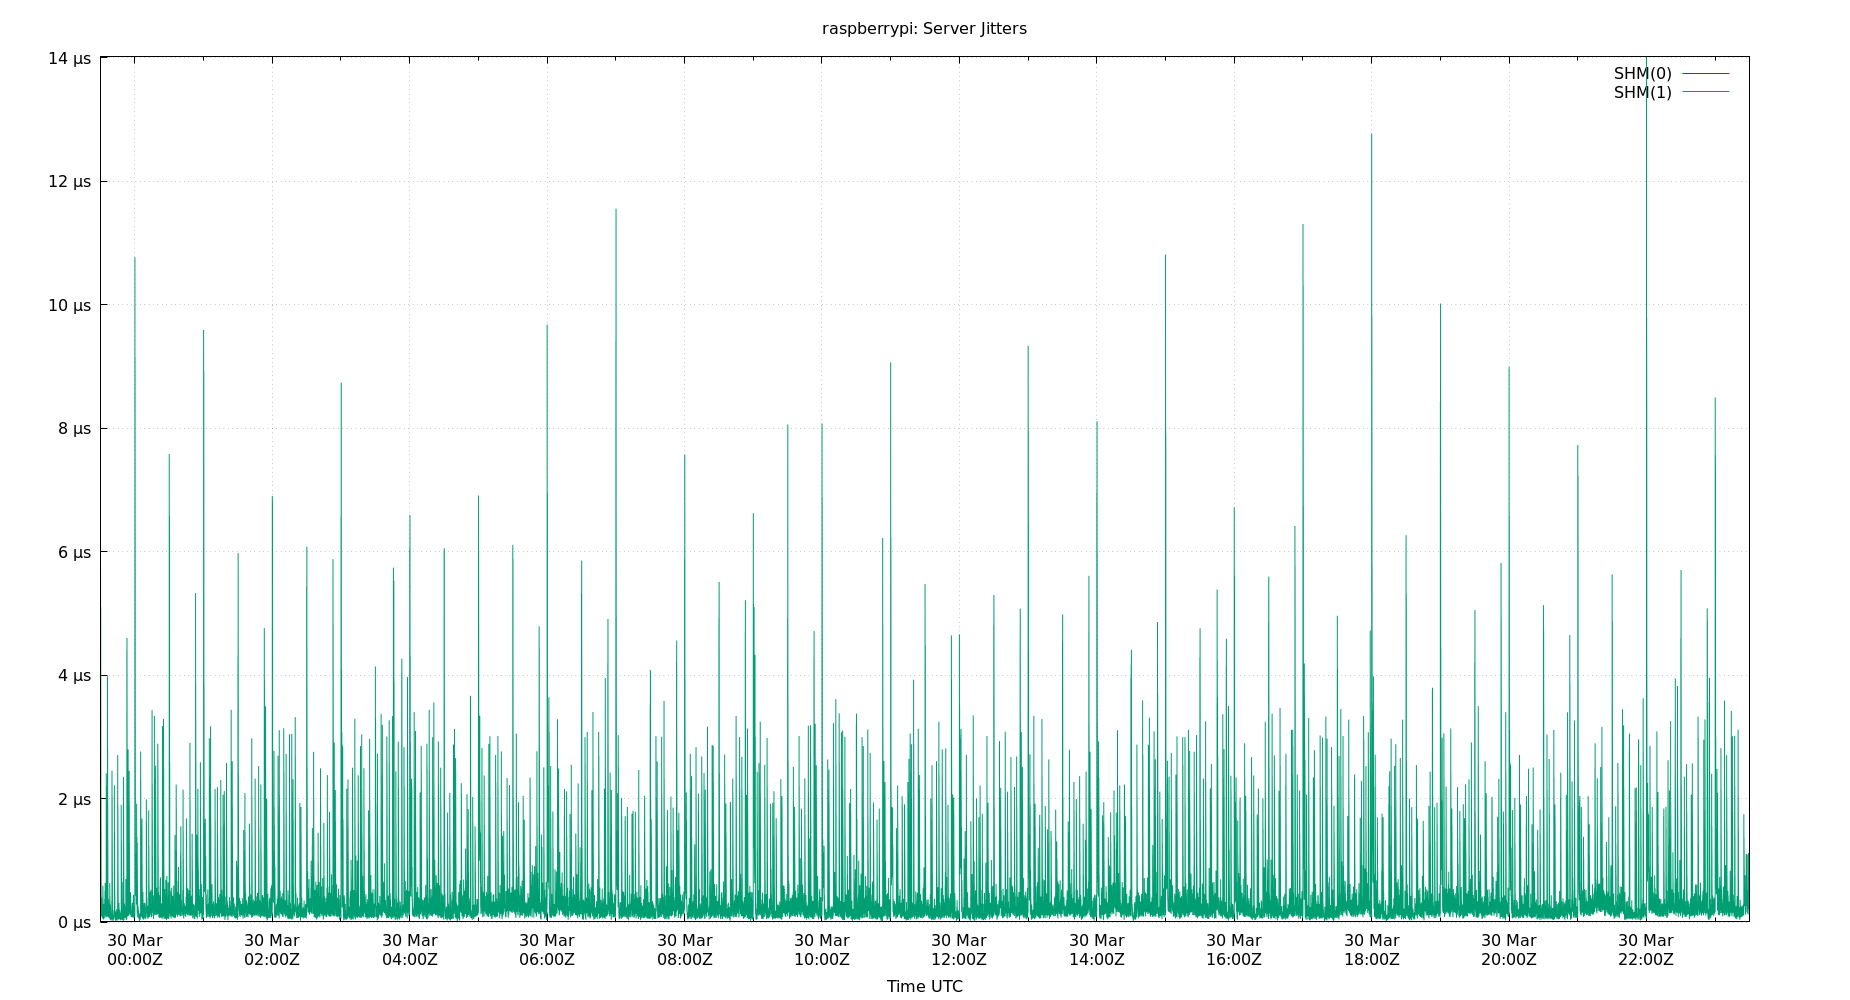 raspberrypi: Server Jitters
14 µs
12 µs
10 µs
8 µs
6 µs
4 µs
2 µs
0 µs
SHM(0)
SHM(1)
30 Mar 30 Mar 30 Mar 30 Mar 30 Mar 30 Mar 30 Mar 30 Mar 30 Mar 30 Mar 30 Mar 30 Mar
00:00Z 02:00Z 04:00Z 06:00Z 08:00Z 10:00Z 12:00Z 14:00Z 16:00Z 18:00Z 20:00Z 22:00Z
Time UTC